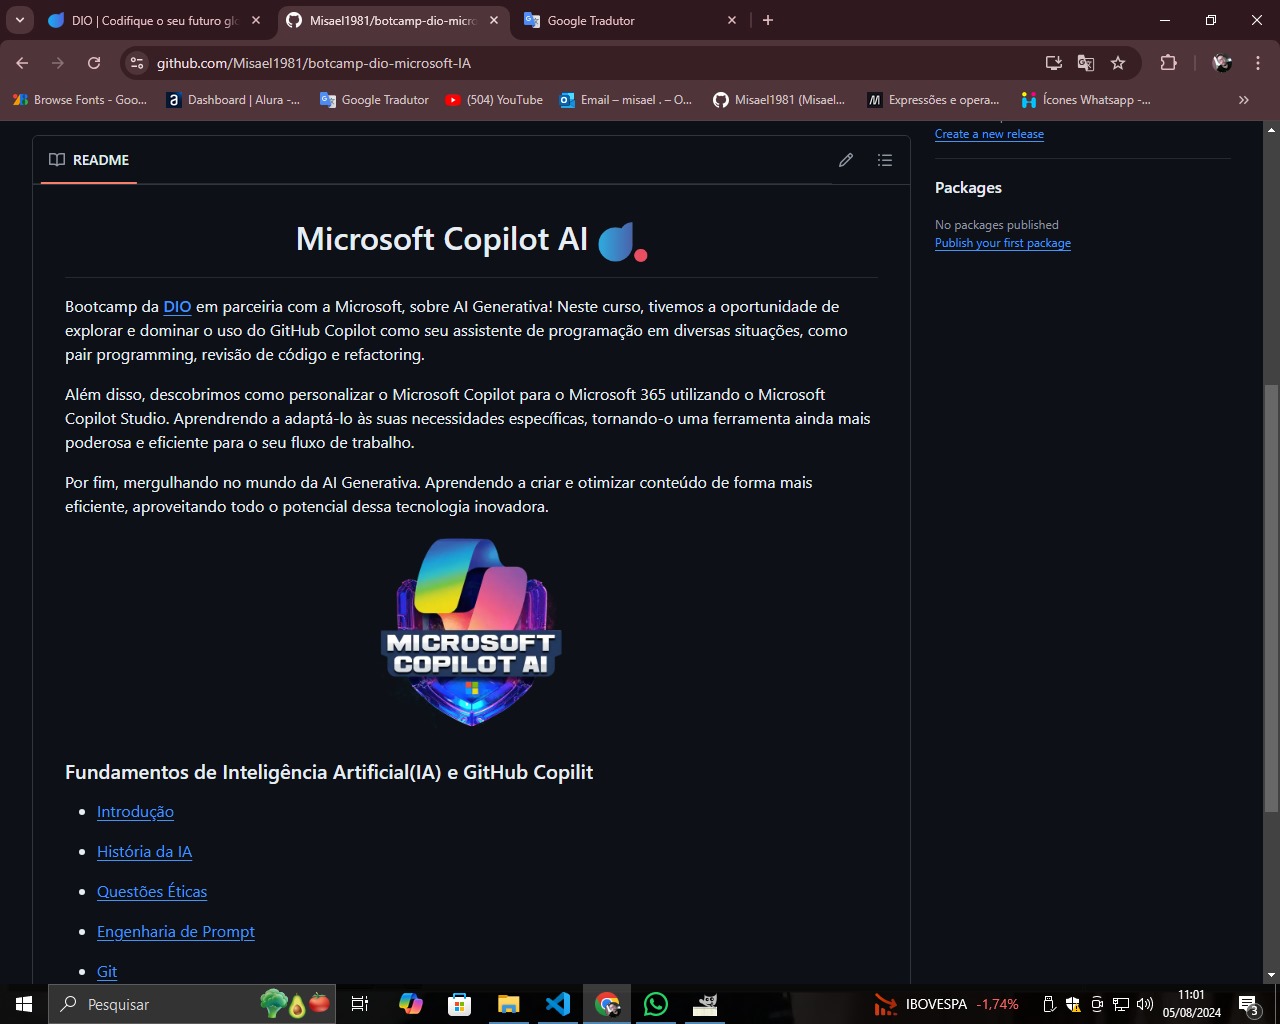 DIO | Codifique o seu futuro glo
Misael1981/botcamp-dio-micro
Google Tradutor
github.com/Misael1981/botcamp-dio-microsoft-IA
Browse Fonts - Goo...
Dashboard | Alura -...
Google Tradutor
(504) YouTube
Email – misael . – O...
Misael1981 (Misael...
Expressões e opera...
Ícones Whatsapp -...
Create a new release
README
Packages
No packages published
Publish your first package
Microsoft Copilot AI
Bootcamp da DIO em parceiria com a Microsoft, sobre AI Generativa! Neste curso, tivemos a oportunidade de
explorar e dominar o uso do GitHub Copilot como seu assistente de programação em diversas situações, como
pair programming, revisão de código e refactoring.
Além disso, descobrimos como personalizar o Microsoft Copilot para o Microsoft 365 utilizando o Microsoft
Copilot Studio. Aprendrendo a adaptá-lo às suas necessidades específicas, tornando-o uma ferramenta ainda mais
poderosa e eficiente para o seu fluxo de trabalho.
Por fim, mergulhando no mundo da AI Generativa. Aprendendo a criar e otimizar conteúdo de forma mais
eficiente, aproveitando todo o potencial dessa tecnologia inovadora.
MICROSOFT
COPILOT AI
Fundamentos de Inteligência Artificial(IA) e GitHub Copilit
Introdução
História da IA
Questões Éticas
Engenharia de Prompt
Git
Pesquisar
IBOVESPA -1,74%
11:01
05/08/2024
3